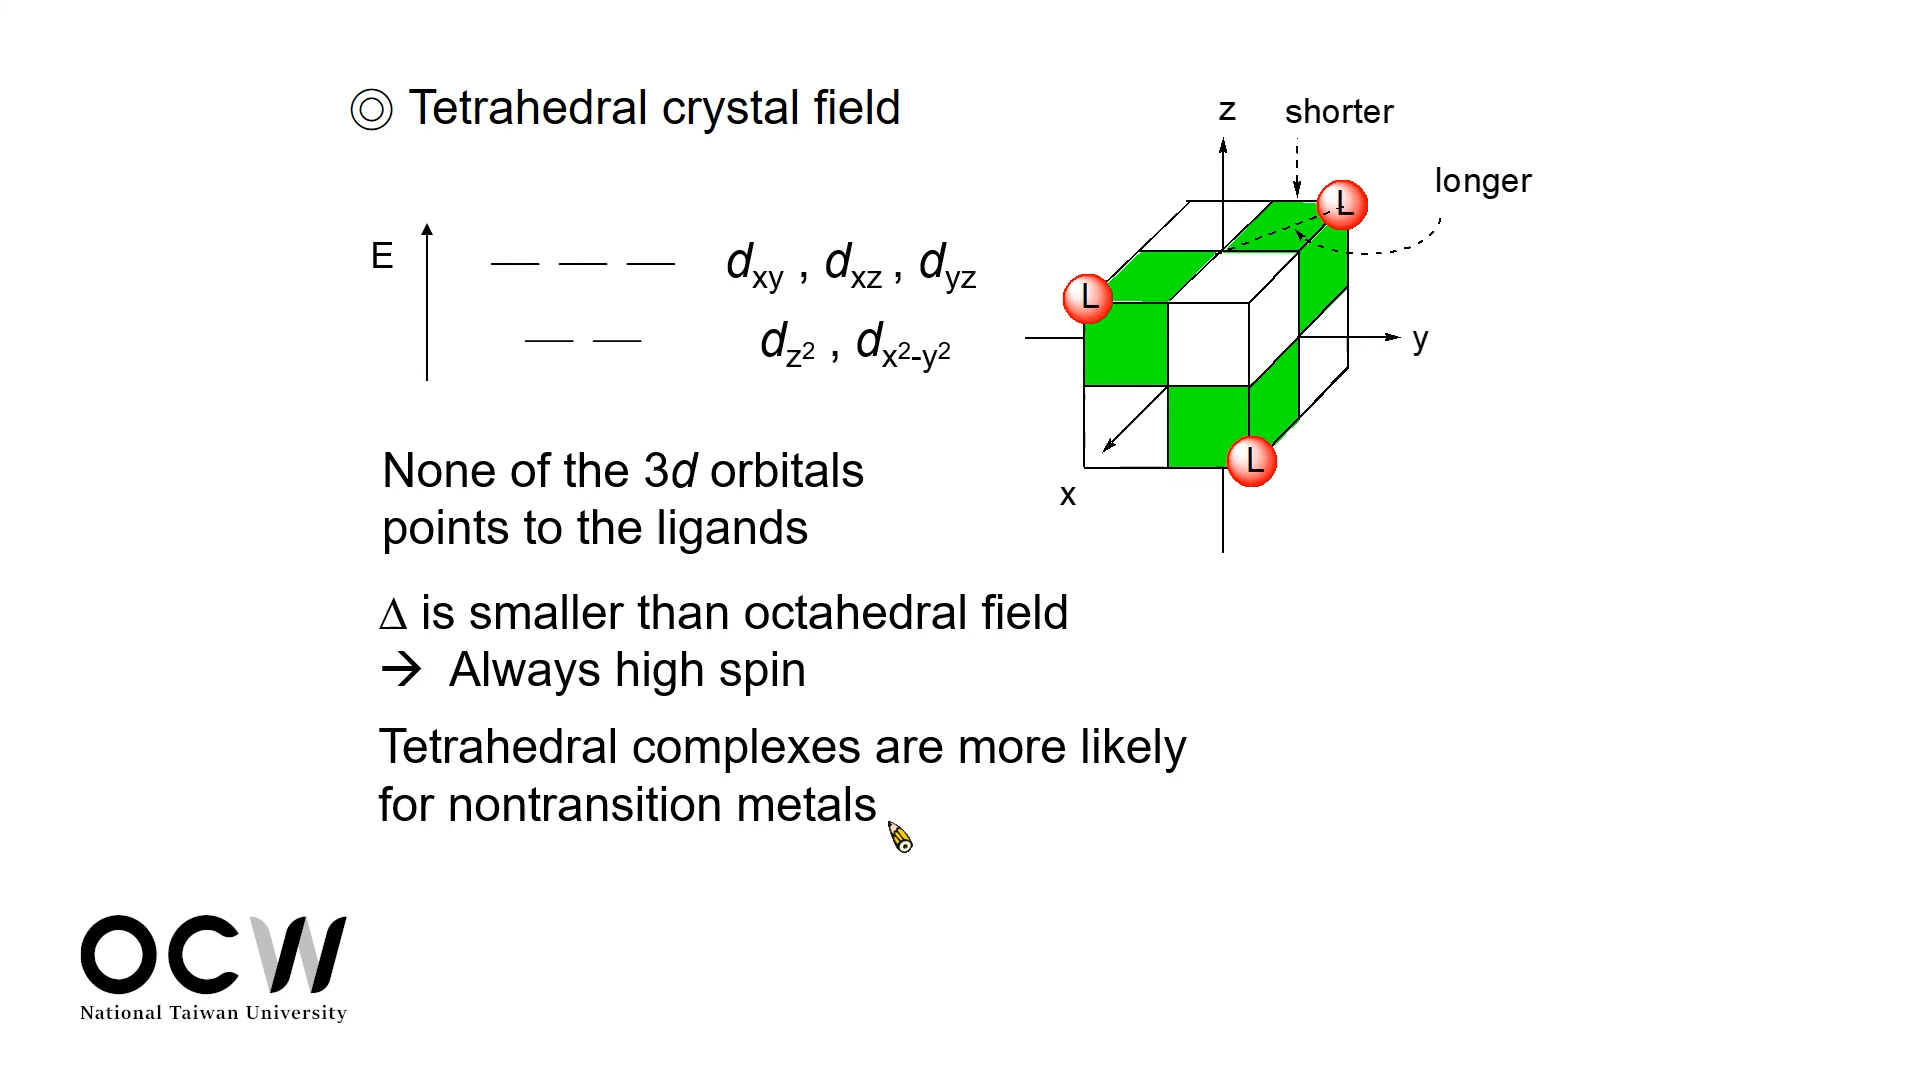 ◎ Tetrahedral crystal field
z
shorter
longer
L
E
d_xy , d_xz , d_yz
L
d_z² , d_x²-y²
y
None of the 3d orbitals
points to the ligands
L
x
Δ is smaller than octahedral field
→ Always high spin
Tetrahedral complexes are more likely
for nontransition metals
OCW
National Taiwan University